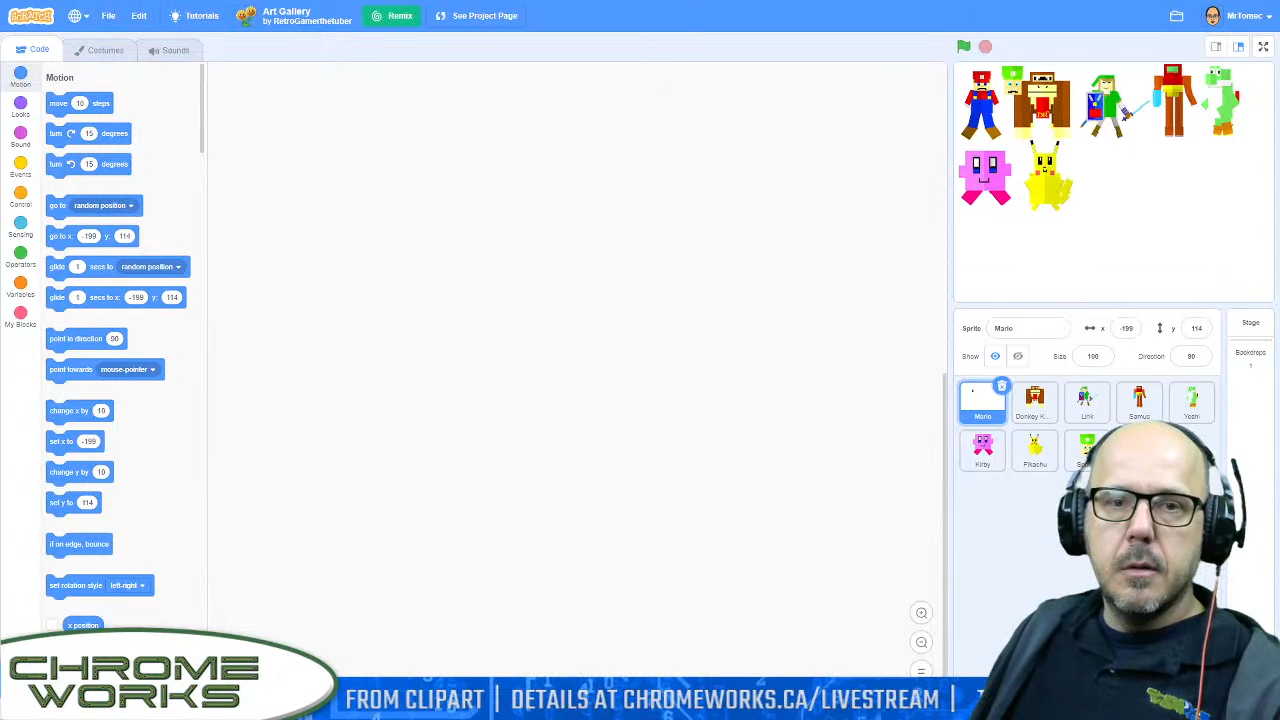 SCRATCH File Edit Tutorials Art Gallery by RetroGamerthetuber Remix See Project Page MrTomec
Code Costumes Sounds
Motion
Looks
Sound
Events
Control
Sensing
Operators
Variables
My Blocks
Motion
move 10 steps
turn 15 degrees
turn 15 degrees
go to random position
go to x: -199 y: 114
glide 1 secs to random position
glide 1 secs to x: -199 y: 114
point in direction 90
point towards mouse-pointer
change x by 10
set x to -199
change y by 10
set y to 114
if on edge, bounce
set rotation style left-right
x position
Sprite Mario x -199 y 114
Show Size 100 Direction 90
Mario Donkey K... Link Samus Yoshi
Kirby Pikachu
Stage
Backdrops
1
CHROME
WORKS
FROM CLIPART | DETAILS AT CHROMEWORKS.CA/LIVESTREAM |